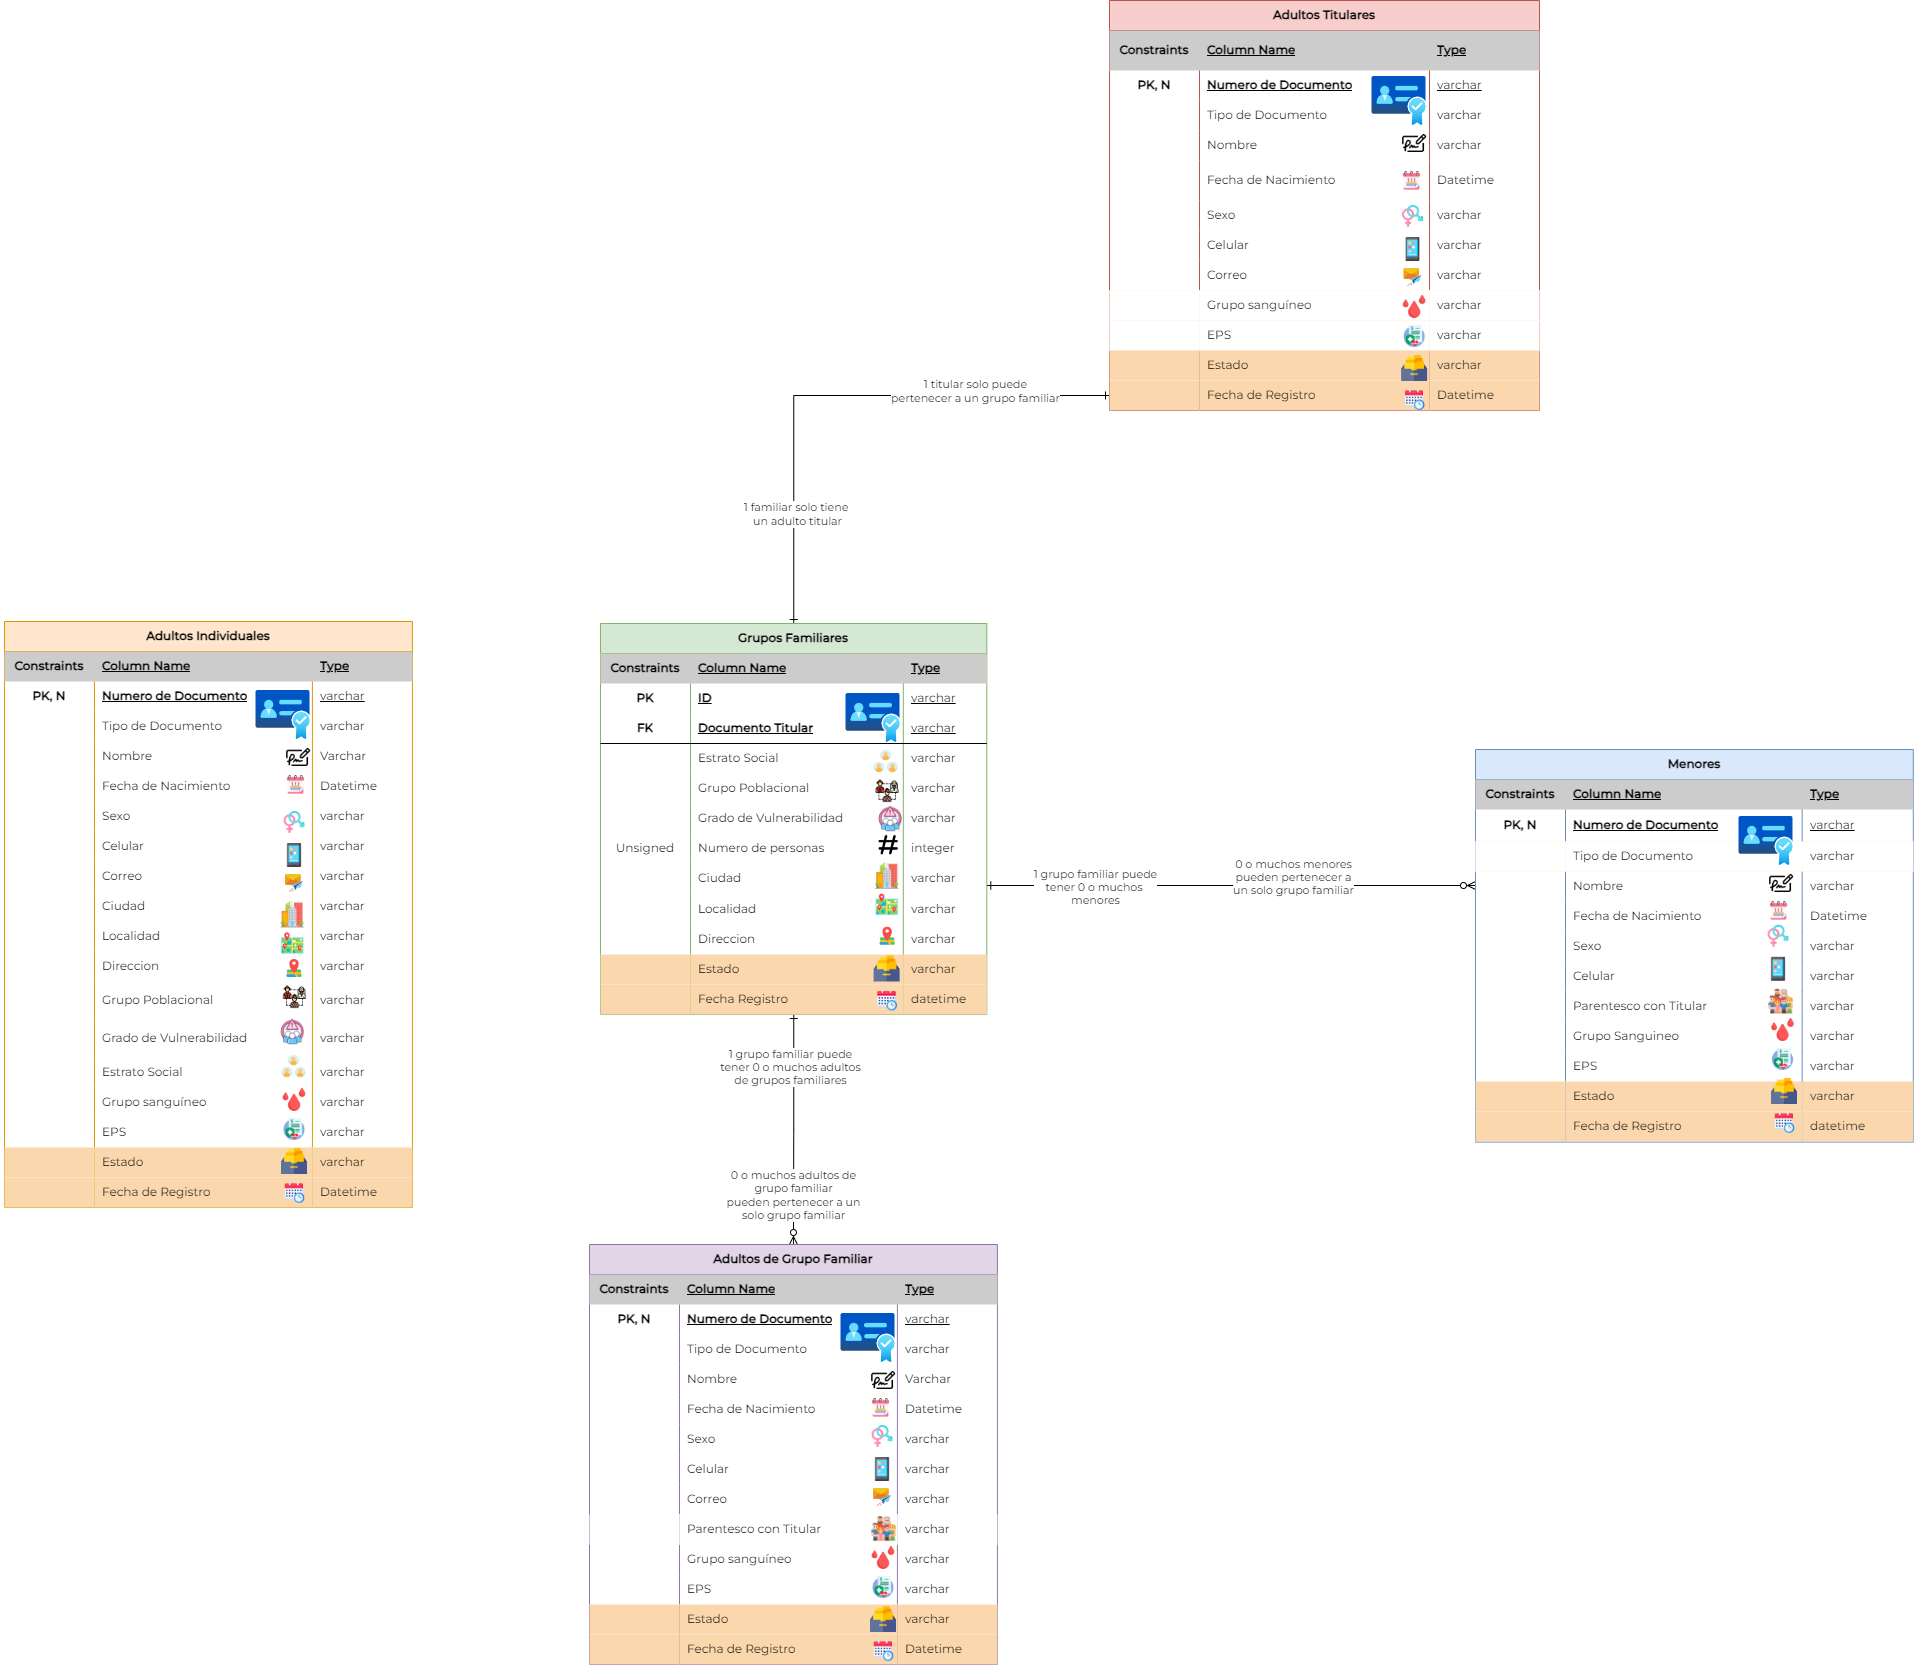 Adultos Titulares
Constraints Column Name Type
PK, N Numero de Documento varchar
Tipo de Documento varchar
Nombre varchar
Fecha de Nacimiento Datetime
Sexo varchar
Celular varchar
Correo varchar
Grupo sanguíneo varchar
EPS varchar
Estado varchar
Fecha de Registro Datetime
1 titular solo puede
pertenecer a un grupo familiar
1 familiar solo tiene
un adulto titular
Adultos Individuales
Constraints Column Name Type
PK, N Numero de Documento varchar
Tipo de Documento varchar
Nombre Varchar
Fecha de Nacimiento Datetime
Sexo varchar
Celular varchar
Correo varchar
Ciudad varchar
Localidad varchar
Direccion varchar
Grupo Poblacional varchar
Grado de Vulnerabilidad varchar
Estrato Social varchar
Grupo sanguíneo varchar
EPS varchar
Estado varchar
Fecha de Registro Datetime
Grupos Familiares
Constraints Column Name Type
PK ID varchar
FK Documento Titular varchar
Estrato Social varchar
Grupo Poblacional varchar
Grado de Vulnerabilidad varchar
Unsigned Numero de personas integer
Ciudad varchar
Localidad varchar
Direccion varchar
Estado varchar
Fecha Registro datetime
1 grupo familiar puede
tener 0 o muchos
menores
0 o muchos menores
pueden pertenecer a
un solo grupo familiar
Menores
Constraints Column Name Type
PK, N Numero de Documento varchar
Tipo de Documento varchar
Nombre varchar
Fecha de Nacimiento Datetime
Sexo varchar
Celular varchar
Parentesco con Titular varchar
Grupo Sanguineo varchar
EPS varchar
Estado varchar
Fecha de Registro datetime
1 grupo familiar puede
tener 0 o muchos adultos
de grupos familiares
0 o muchos adultos de
grupo familiar
pueden pertenecer a un
solo grupo familiar
Adultos de Grupo Familiar
Constraints Column Name Type
PK, N Numero de Documento varchar
Tipo de Documento varchar
Nombre Varchar
Fecha de Nacimiento Datetime
Sexo varchar
Celular varchar
Correo varchar
Parentesco con Titular varchar
Grupo sanguíneo varchar
EPS varchar
Estado varchar
Fecha de Registro Datetime